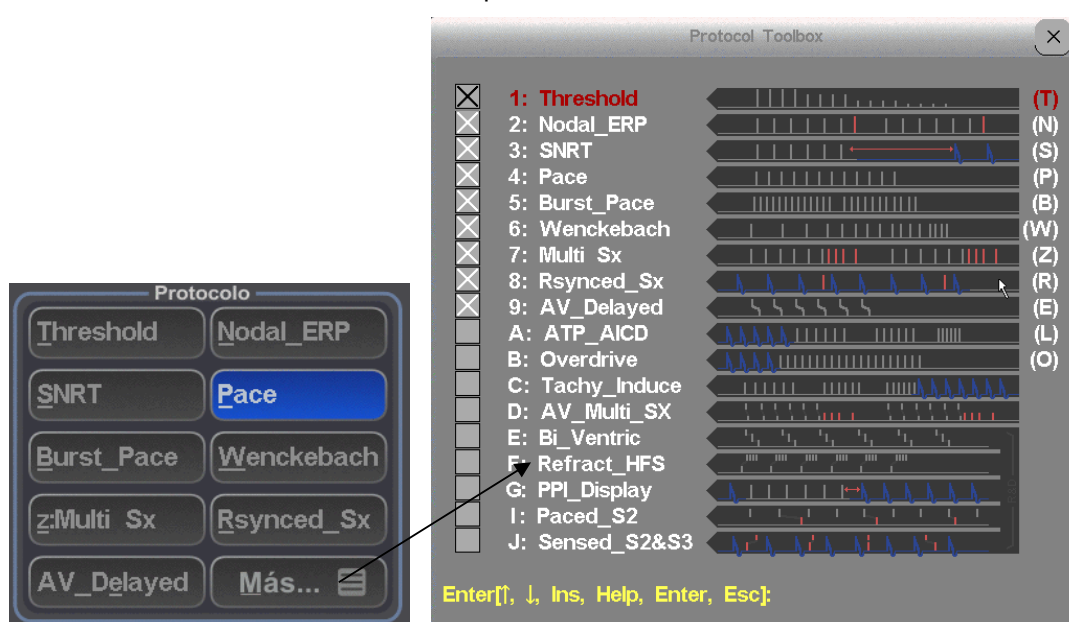 Protocolo
Threshold Nodal_ERP
SNRT Pace
Burst_Pace Wenckebach
z:Multi Sx Rsynced_Sx
AV_Delayed Más...
Protocol Toolbox
1: Threshold (T)
2: Nodal_ERP (N)
3: SNRT (S)
4: Pace (P)
5: Burst_Pace (B)
6: Wenckebach (W)
7: Multi Sx (Z)
8: Rsynced_Sx (R)
9: AV_Delayed (E)
A: ATP_AICD (L)
B: Overdrive (O)
C: Tachy_Induce
D: AV_Multi_SX
E: Bi_Ventric
F: Refract_HFS
G: PPI_Display
I: Paced_S2
J: Sensed_S2&S3
Enter[↑, ↓, Ins, Help, Enter, Esc]: